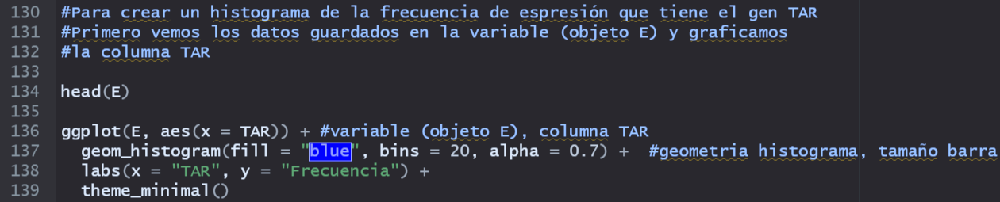 130 #Para crear un histograma de la frecuencia de espresión que tiene el gen TAR
131 #Primero vemos los datos guardados en la variable (objeto E) y graficamos
132 #la columna TAR
133
134 head(E)
135
136 ggplot(E, aes(x = TAR)) + #variable (objeto E), columna TAR
137 geom_histogram(fill = "blue", bins = 20, alpha = 0.7) + #geometria histograma, tamaño barra
138 labs(x = "TAR", y = "Frecuencia") +
139 theme_minimal()